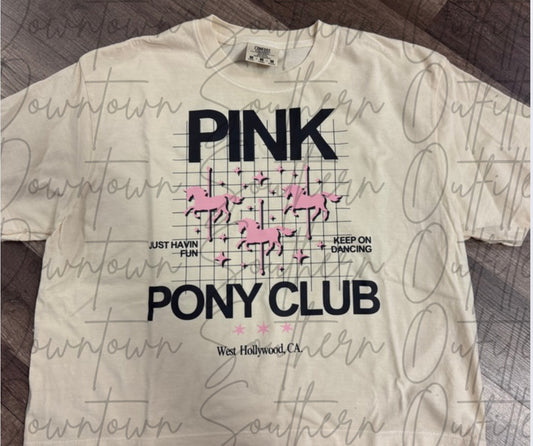 PINK
JUST HAVIN
FUN
KEEP ON
DANCING
PONY CLUB
West Hollywood, CA.
Downtown Southern Outfitters